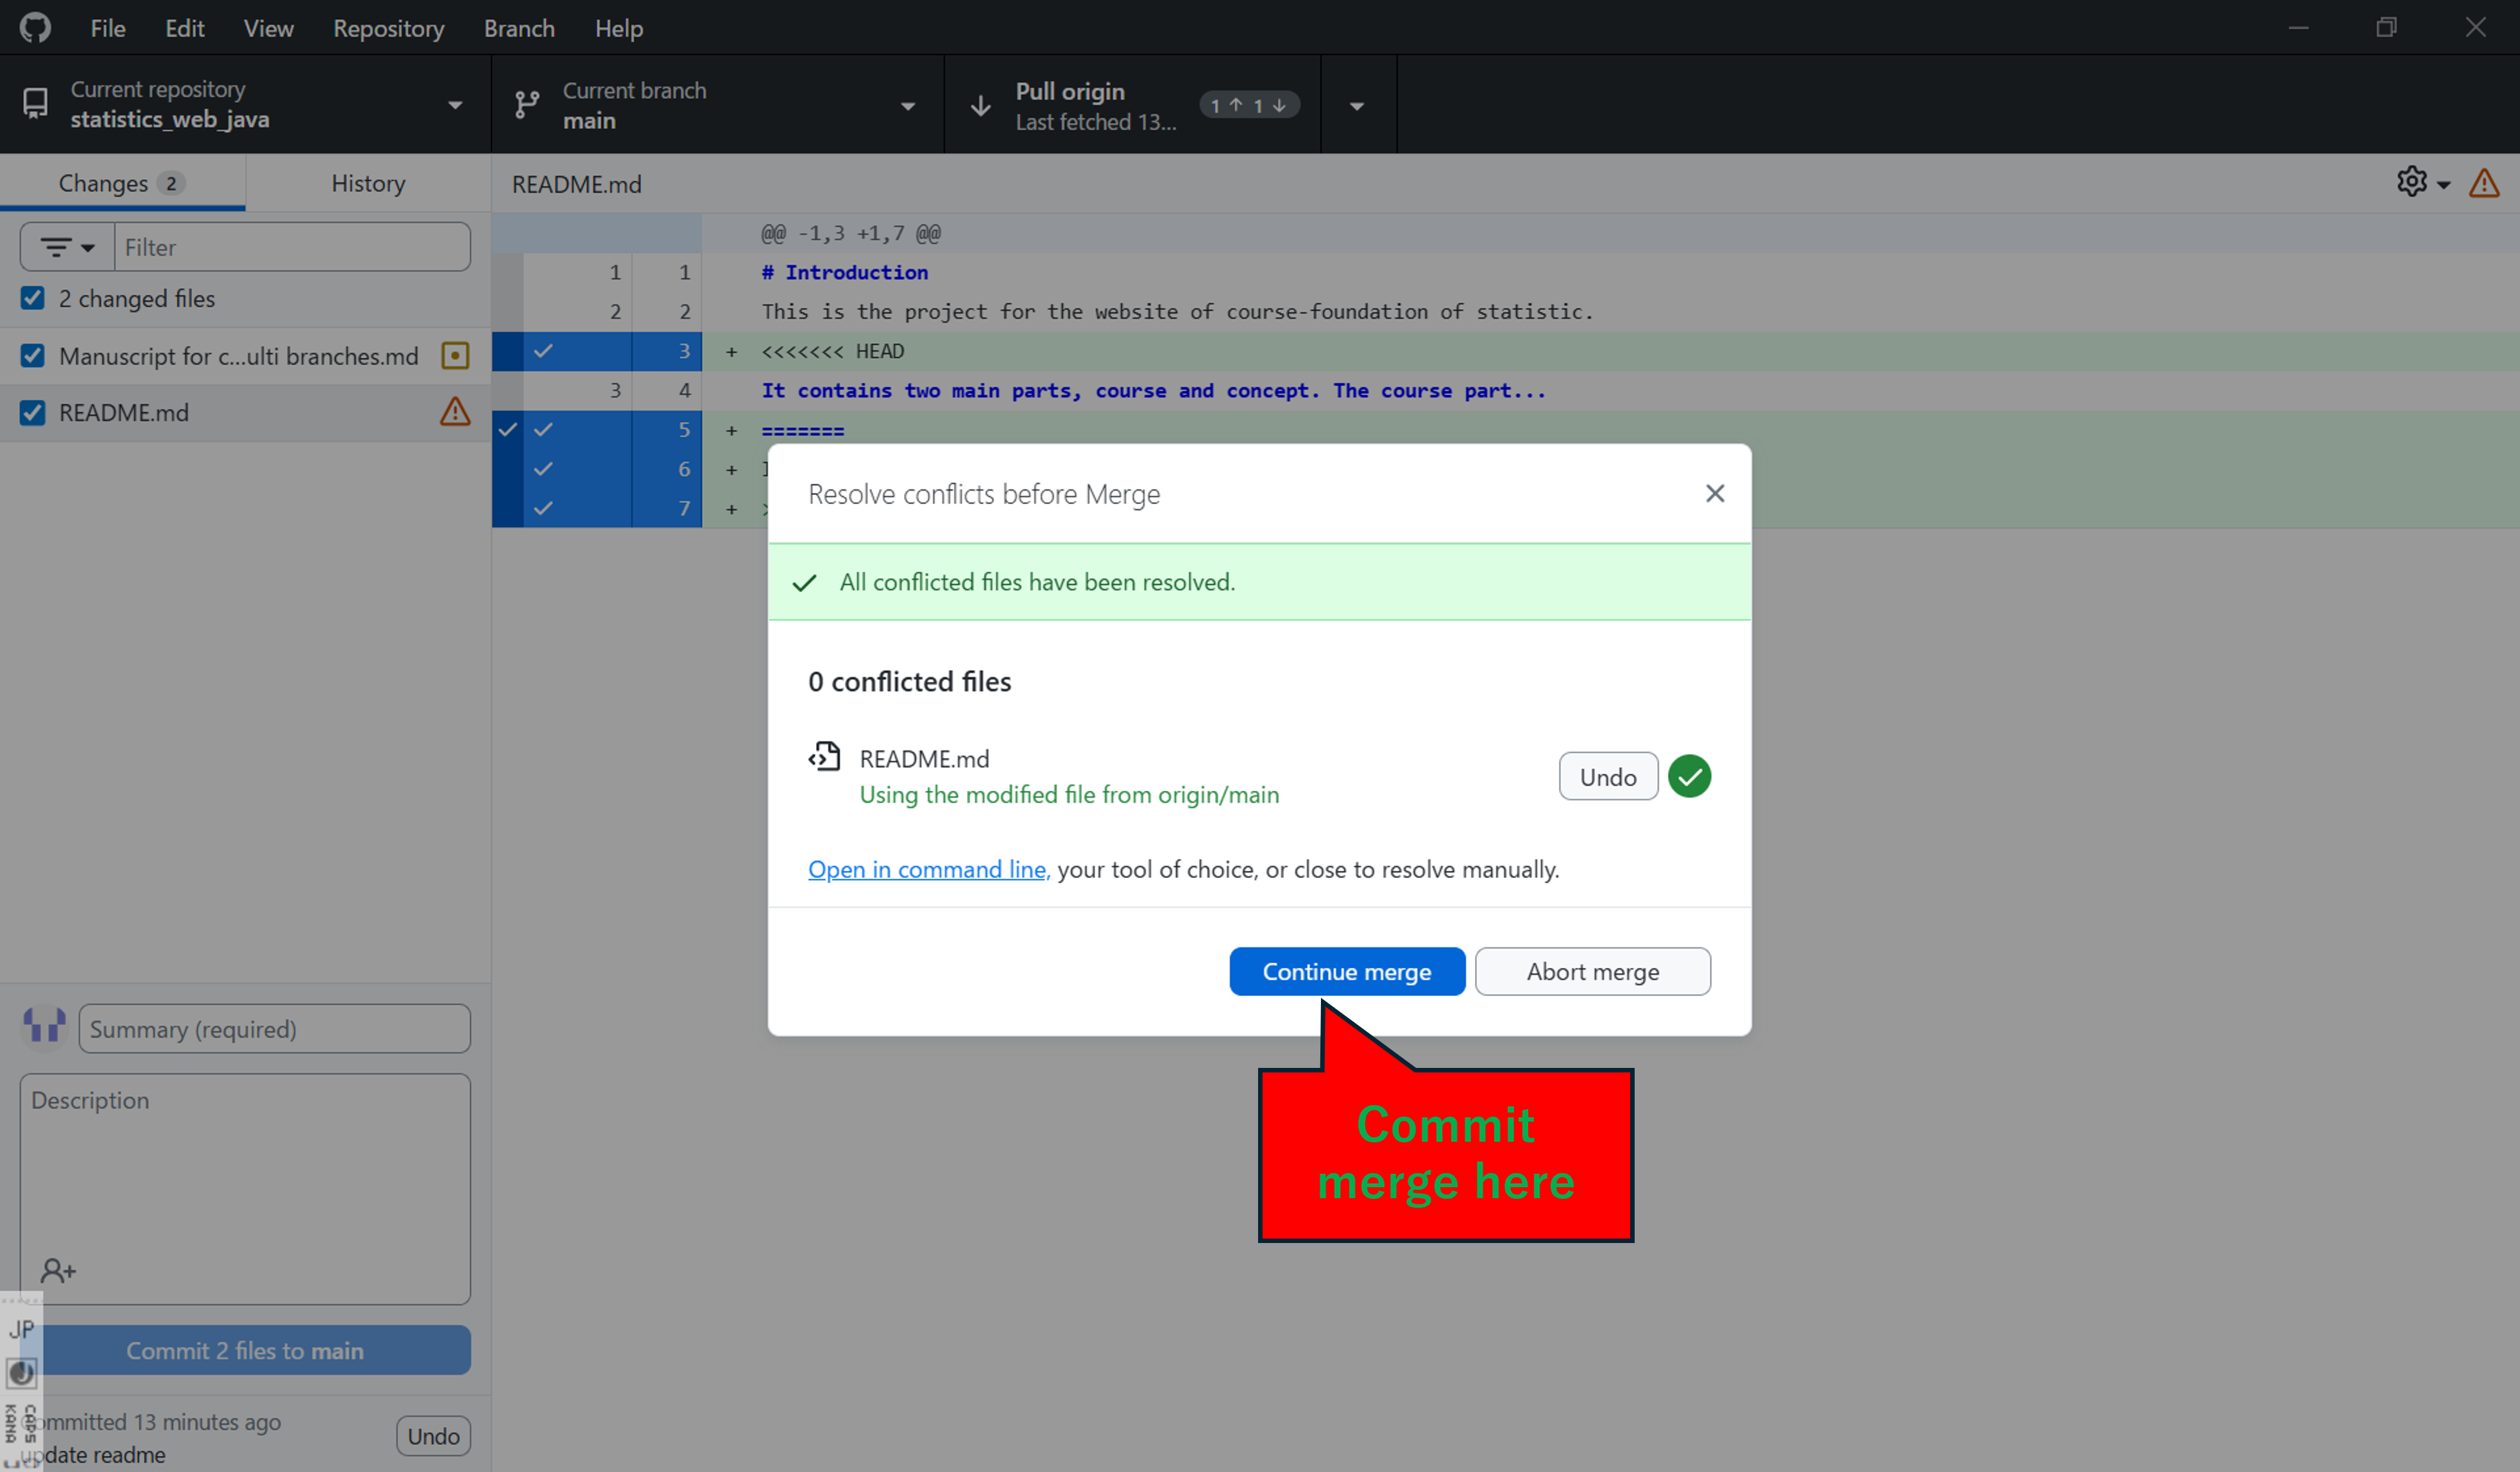 File Edit View Repository Branch Help
Current repository
statistics_web_java
Current branch
main
Pull origin
Last fetched 13...
1 ↑ 1 ↓
Changes 2
History
README.md
Filter
2 changed files
Manuscript for c...ulti branches.md
README.md
@@ -1,3 +1,7 @@
1 1 # Introduction
2 2 This is the project for the website of course-foundation of statistic.
3 + <<<<<<< HEAD
3 4 It contains two main parts, course and concept. The course part...
5 + =======
6 +
7 +
Resolve conflicts before Merge
All conflicted files have been resolved.
0 conflicted files
README.md
Using the modified file from origin/main
Undo
Open in command line, your tool of choice, or close to resolve manually.
Continue merge
Abort merge
Commit
merge here
Summary (required)
Description
Commit 2 files to main
JP
CAPS
KANA
ommitted 13 minutes ago
update readme
Undo